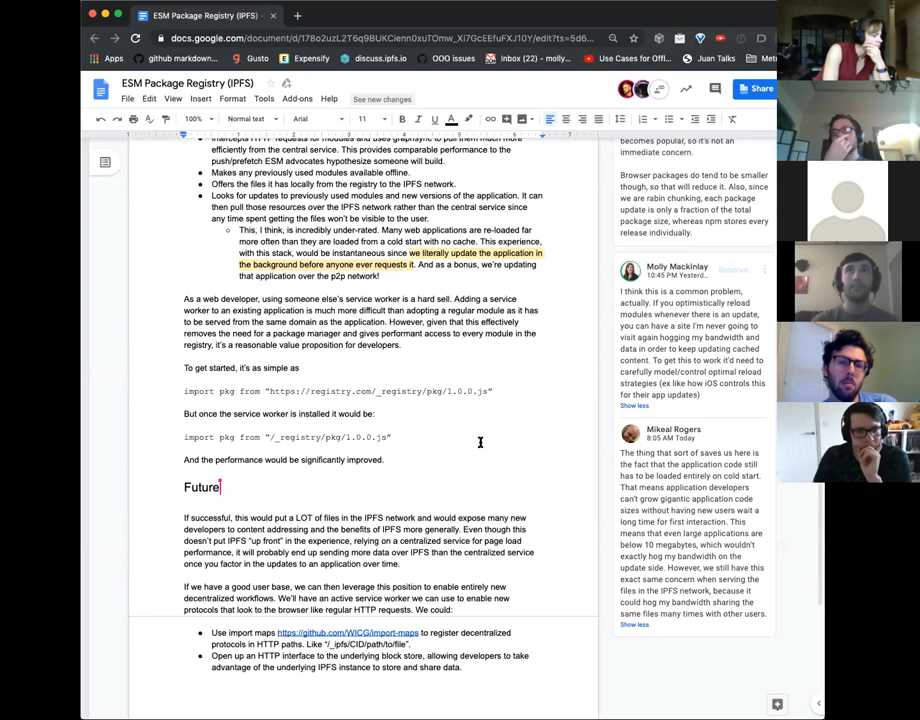 ESM Package Registry (IPFS)
docs.google.com/document/d/178o2uzL2T6q9BUKCienn0xuTOmw_Xi7GcEEfuFXJ10Y/edit?ts=5d6...
Apps
github markdown...
Gusto
Expensify
discuss.ipfs.io
OOO issues
Inbox (22) - molly...
Use Cases for Offl...
Juan Talks
Met
ESM Package Registry (IPFS)
File Edit View Insert Format Tools Add-ons Help
See new changes
Share
100%
Normal text
Arial
11
efficiently from the central service. This provides comparable performance to the
push/prefetch ESM advocates hypothesize someone will build.
● Makes any previously used modules available offline.
● Offers the files it has locally from the registry to the IPFS network.
● Looks for updates to previously used modules and new versions of the application. It can
then pull those resources over the IPFS network rather than the central service since
any time spent getting the files won't be visible to the user.
○ This, I think, is incredibly under-rated. Many web applications are re-loaded far
more often than they are loaded from a cold start with no cache. This experience,
with this stack, would be instantaneous since we literally update the application in
the background before anyone ever requests it. And as a bonus, we're updating
that application over the p2p network!
As a web developer, using someone else's service worker is a hard sell. Adding a service
worker to an existing application is much more difficult than adopting a regular module as it has
to be served from the same domain as the application. However, given that this effectively
removes the need for a package manager and gives performant access to every module in the
registry, it's a reasonable value proposition for developers.
To get started, it's as simple as
import pkg from "https://registry.com/_registry/pkg/1.0.0.js"
But once the service worker is installed it would be:
import pkg from "/_registry/pkg/1.0.0.js"
And the performance would be significantly improved.
Future
If successful, this would put a LOT of files in the IPFS network and would expose many new
developers to content addressing and the benefits of IPFS more generally. Even though this
doesn't put IPFS "up front" in the experience, relying on a centralized service for page load
performance, it will probably end up sending more data over IPFS than the centralized service
once you factor in the updates to an application over time.
If we have a good user base, we can then leverage this position to enable entirely new
decentralized workflows. We'll have an active service worker we can use to enable new
protocols that look to the browser like regular HTTP requests. We could:
● Use import maps https://github.com/WICG/import-maps to register decentralized
protocols in HTTP paths. Like "/_ipfs/CID/path/to/file".
● Open up an HTTP interface to the underlying block store, allowing developers to take
advantage of the underlying IPFS instance to store and share data.
becomes popular, so it's not an
immediate concern.
Browser packages do tend to be smaller
though, so that will reduce it. Also, since
we are rabin chunking, each package
update is only a fraction of the total
package size, whereas npm stores every
release individually.
Molly Mackinlay
Resolve
10:45 PM Yesterd...
I think this is a common problem,
actually. If you optimistically reload
modules whenever there is an update,
you can have a site I'm never going to
visit again hogging my bandwidth and
data in order to keep updating cached
content. To get this to work it'd need to
carefully model/control optimal reload
strategies (ex like how iOS controls this
for their app updates)
Show less
Mikeal Rogers
8:05 AM Today
The thing that sort of saves us here is
the fact that the application code still
has to be loaded entirely on cold start.
That means application developers
can't grow gigantic application code
sizes without having new users wait a
long time for first interaction. This
means that even large applications are
below 10 megabytes, which wouldn't
exactly hog my bandwidth on the
update side. However, we still have this
exact same concern when serving the
files in the IPFS network, because it
could hog my bandwidth sharing the
same files many times with other users.
Show less